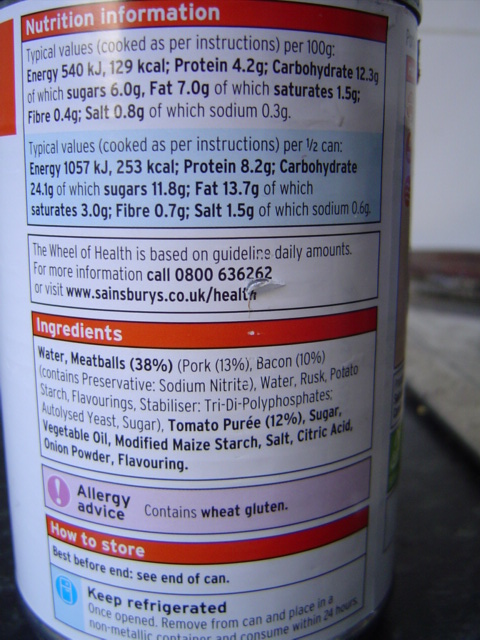 Nutrition information
Typical values (cooked as per instructions) per 100g:
Energy 540 kJ, 129 kcal; Protein 4.2g; Carbohydrate 12.3g
of which sugars 6.0g, Fat 7.0g of which saturates 1.5g;
Fibre 0.4g; Salt 0.8g of which sodium 0.3g.
Typical values (cooked as per instructions) per ½ can:
Energy 1057 kJ, 253 kcal; Protein 8.2g; Carbohydrate
24.1g of which sugars 11.8g; Fat 13.7g of which
saturates 3.0g; Fibre 0.7g; Salt 1.5g of which sodium 0.6g.
The Wheel of Health is based on guideline daily amounts.
For more information call 0800 636262
or visit www.sainsburys.co.uk/health
Ingredients
Water, Meatballs (38%) (Pork (13%), Bacon (10%)
(contains Preservative: Sodium Nitrite), Water, Rusk, Potato
Starch, Flavourings, Stabiliser: Tri-Di-Polyphosphates;
Autolysed Yeast, Sugar), Tomato Purée (12%), Sugar,
Vegetable Oil, Modified Maize Starch, Salt, Citric Acid,
Onion Powder, Flavouring.
Allergy
advice Contains wheat gluten.
How to store
Best before end: see end of can.
Keep refrigerated
Once opened. Remove from can and place in a
non-metallic container and consume within 24 hours.